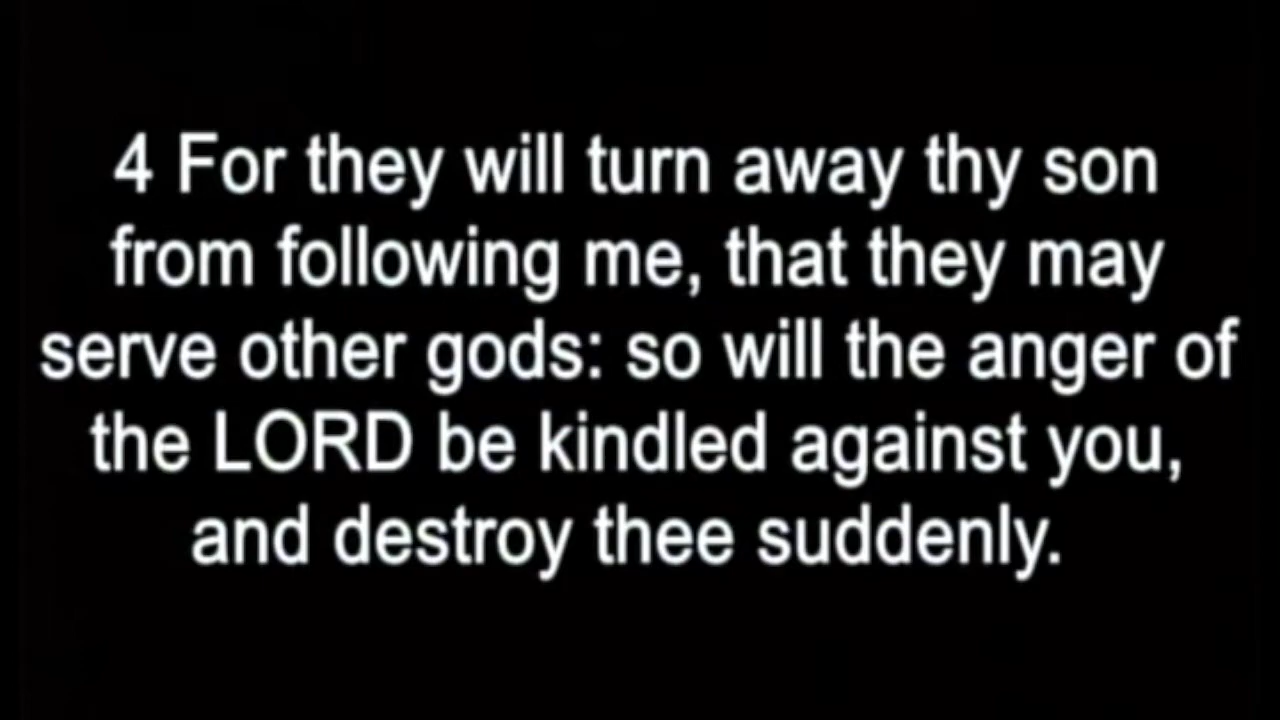 4 For they will turn away thy son
from following me, that they may
serve other gods: so will the anger of
the LORD be kindled against you,
and destroy thee suddenly.